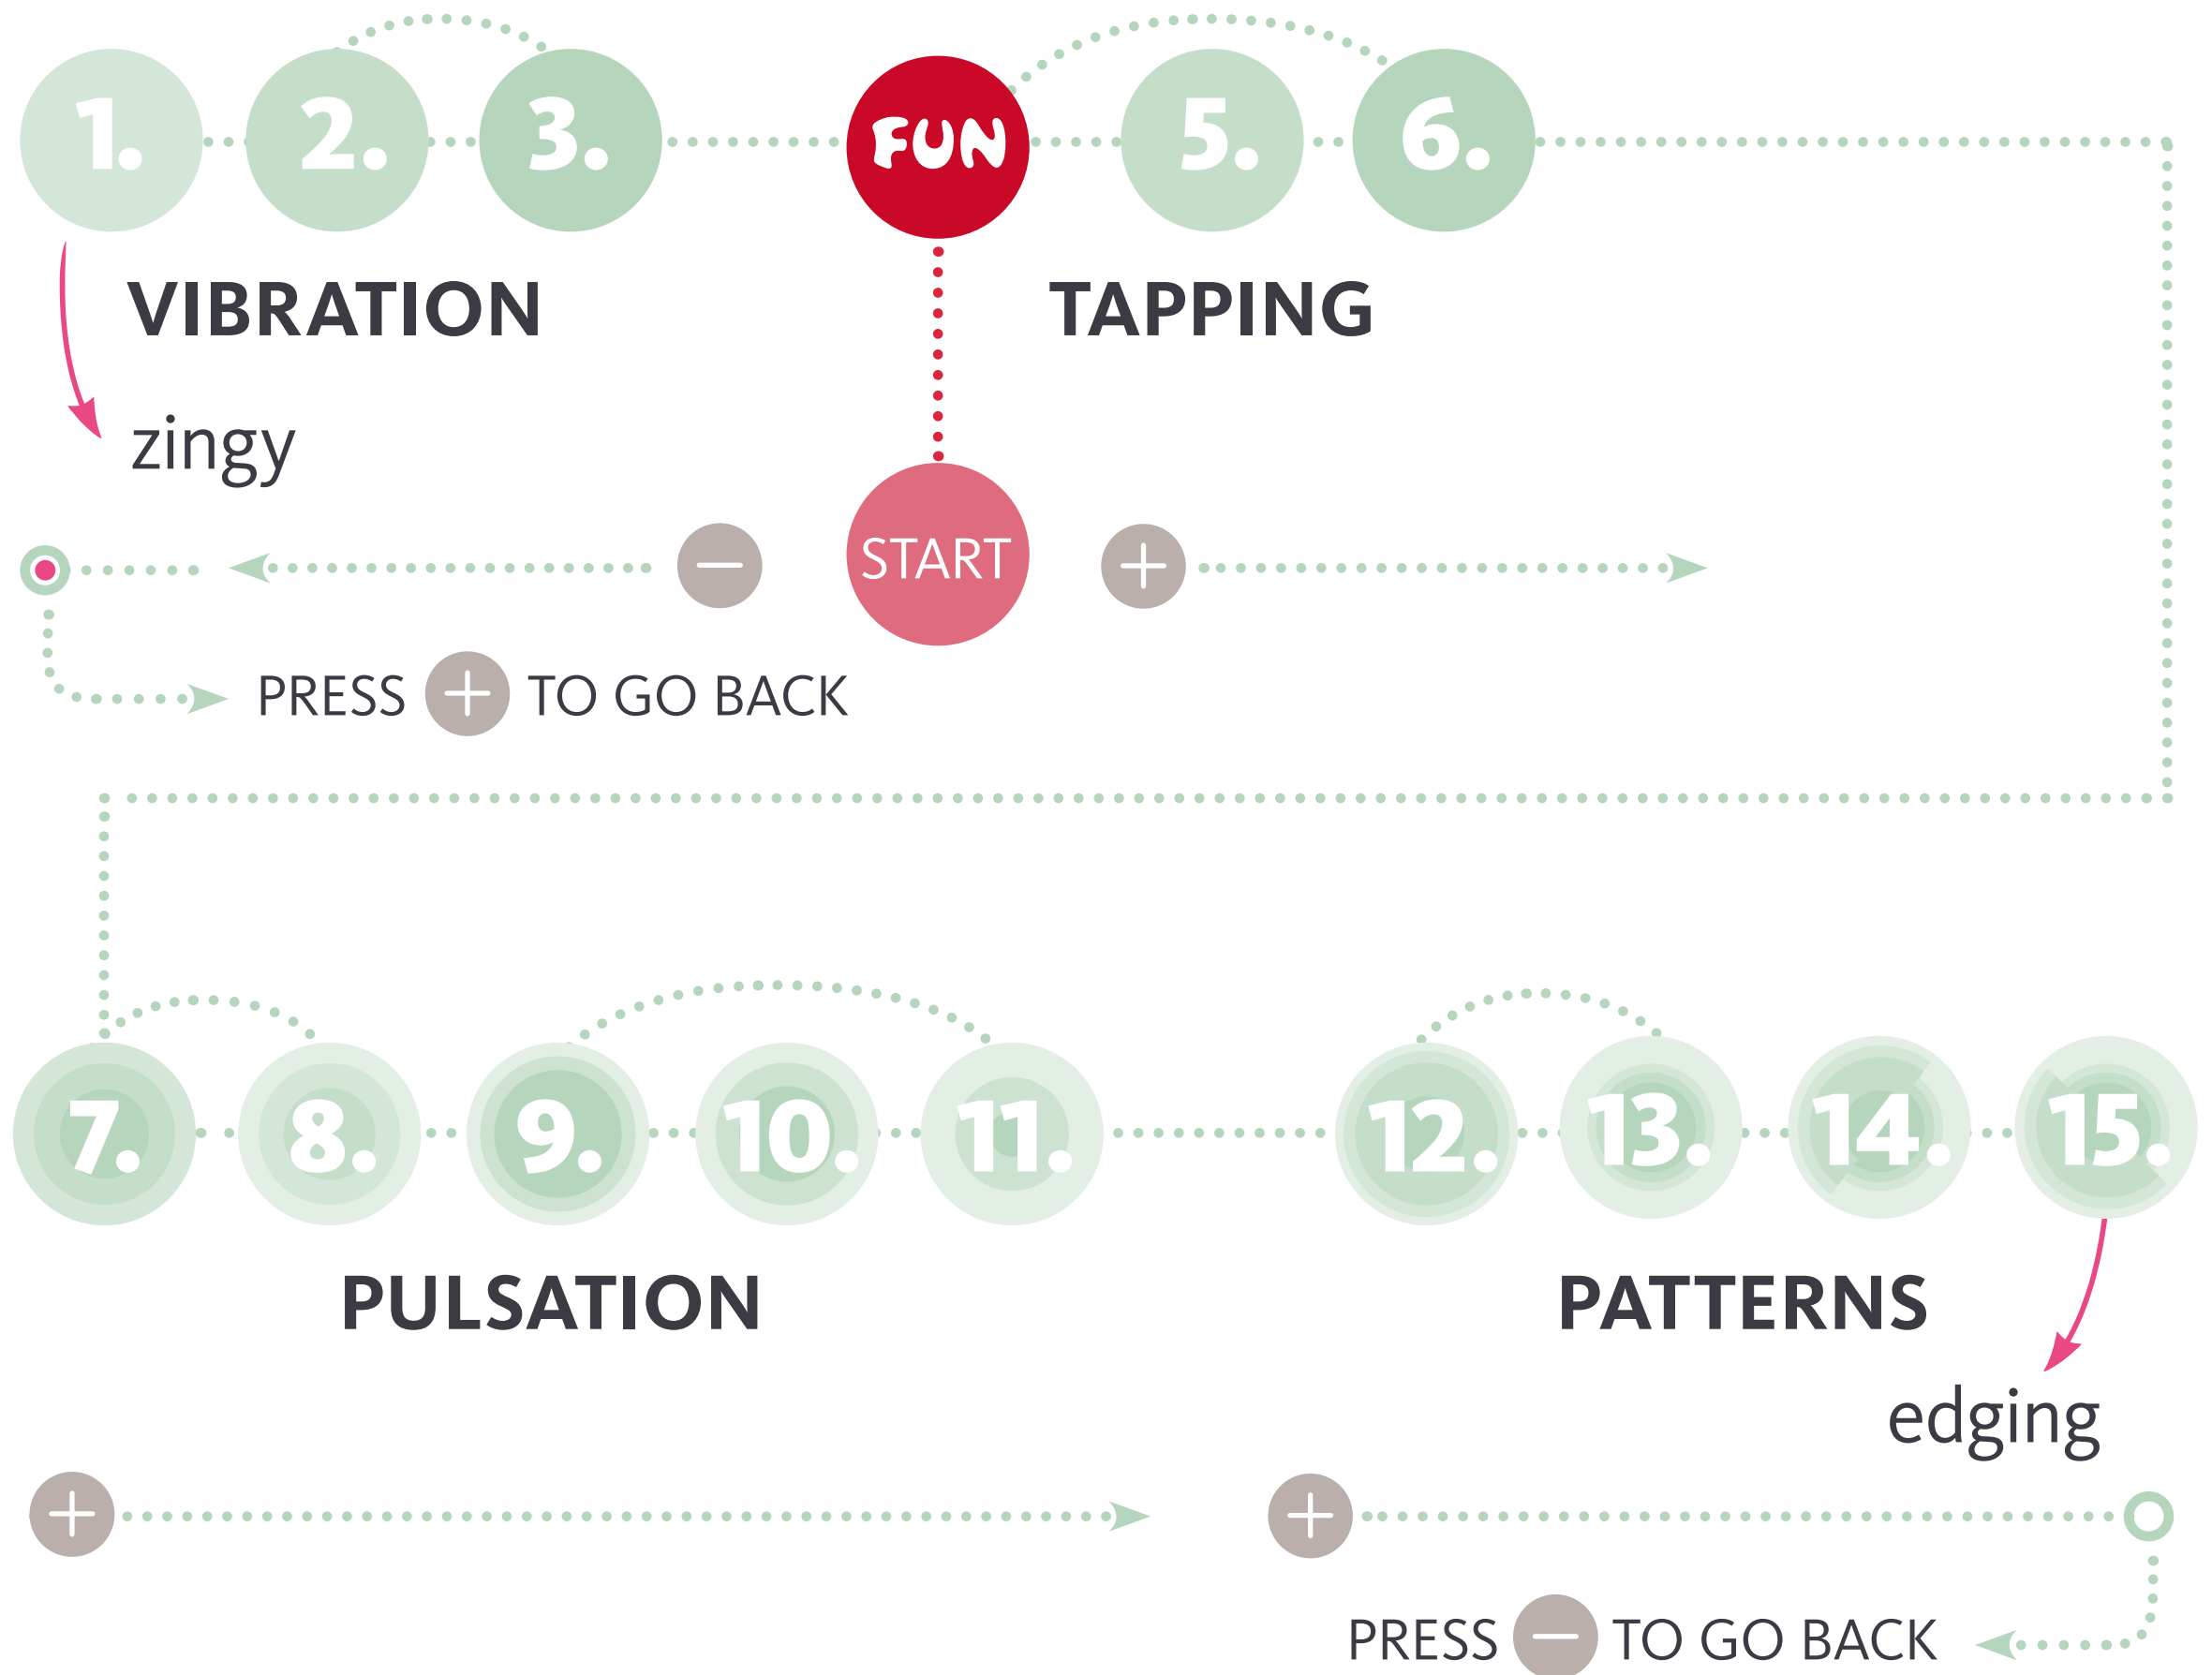 1. 2. 3. FUN 5. 6.
VIBRATION TAPPING
zingy
− START +
PRESS + TO GO BACK
7. 8. 9. 10. 11. 12. 13. 14. 15.
PULSATION PATTERNS
edging
+ +
PRESS − TO GO BACK